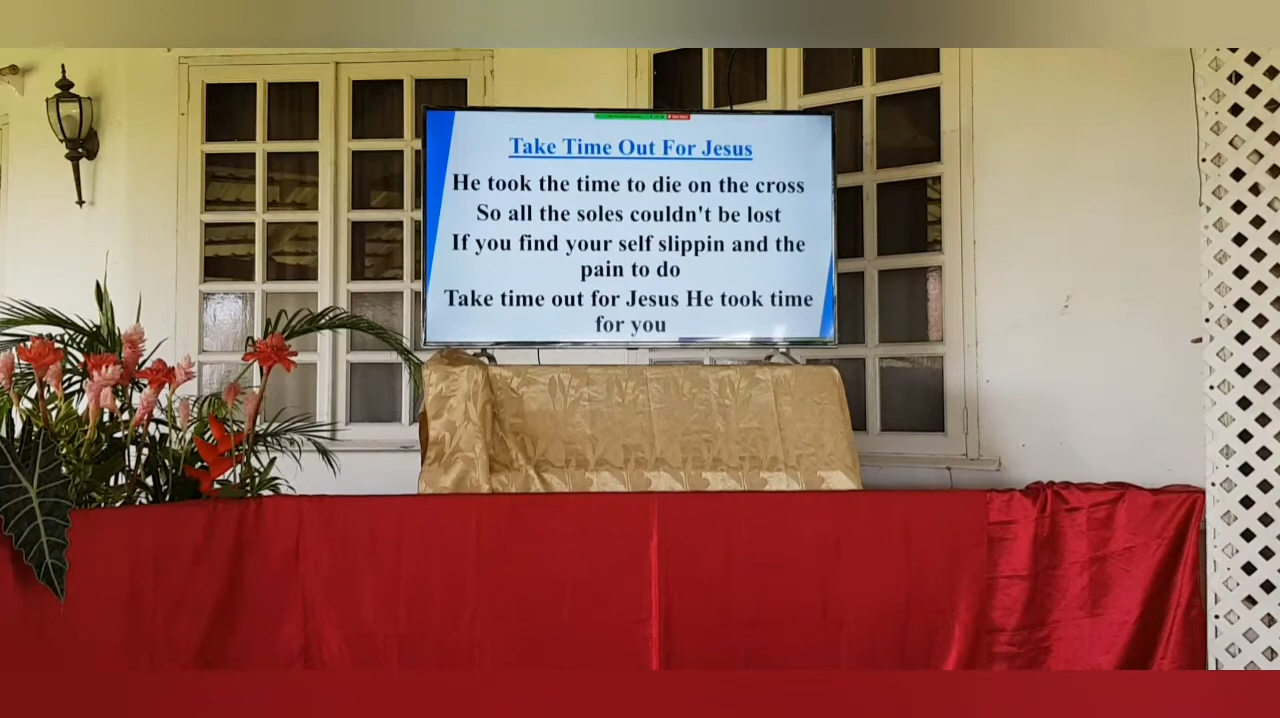 Take Time Out For Jesus
He took the time to die on the cross
So all the soles couldn't be lost
If you find your self slippin and the
pain to do
Take time out for Jesus He took time
for you